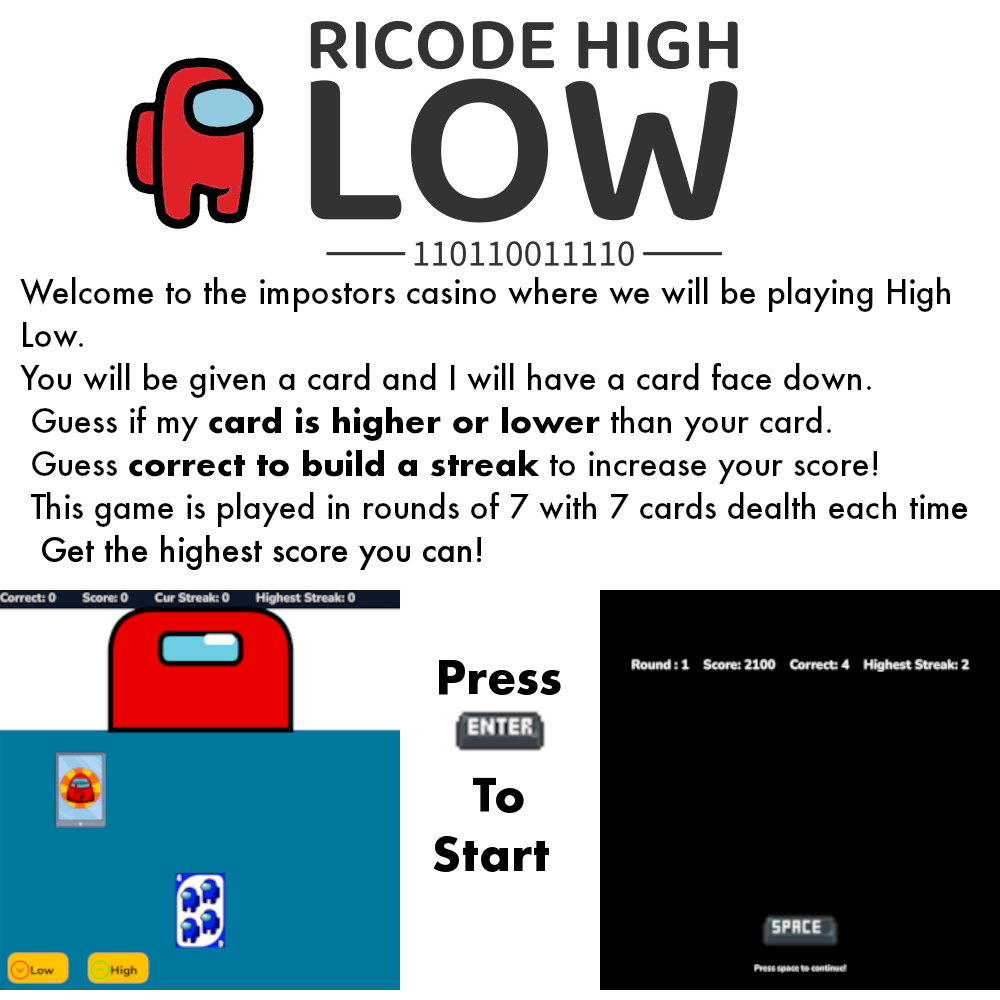 RICODE HIGH
LOW
110110011110
Welcome to the impostors casino where we will be playing High
Low.
You will be given a card and I will have a card face down.
Guess if my card is higher or lower than your card.
Guess correct to build a streak to increase your score!
This game is played in rounds of 7 with 7 cards dealth each time
Get the highest score you can!
Correct: 0 Score: 0 Cur Streak: 0 Highest Streak: 0
4
Low High
Press
ENTER
To
Start
Round : 1 Score: 2100 Correct: 4 Highest Streak: 2
SPACE
Press space to continue!